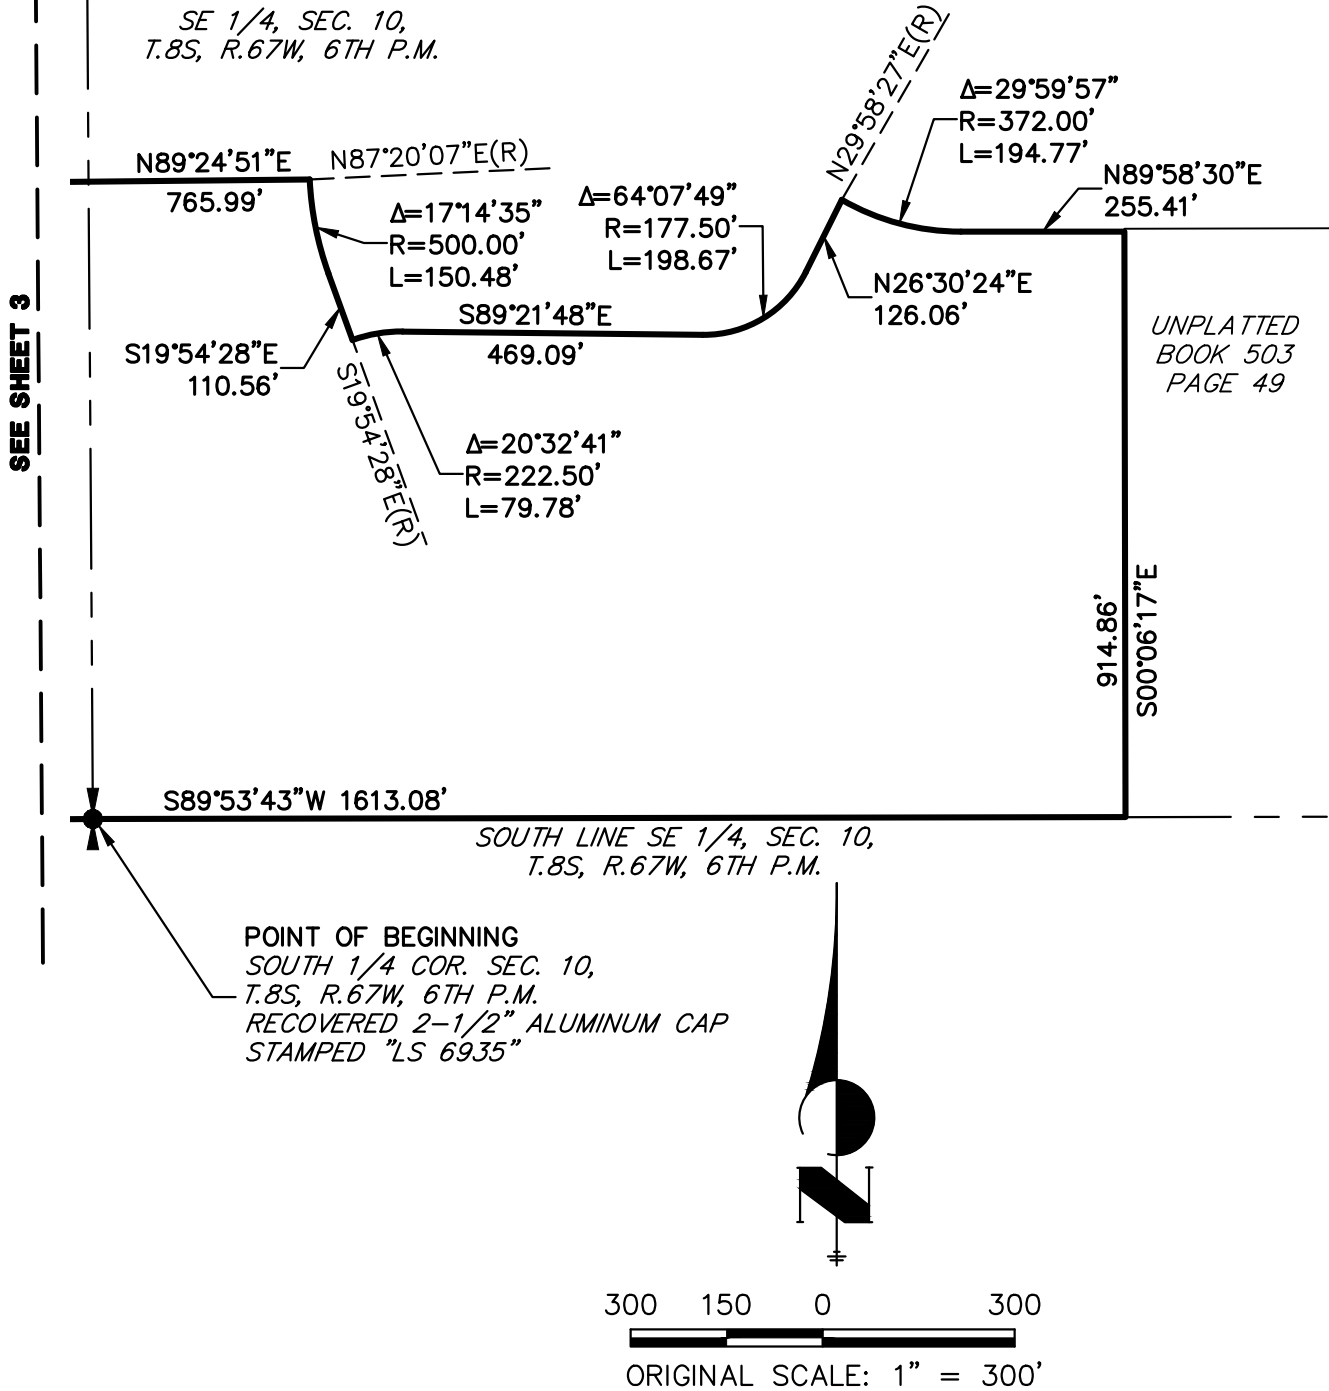 SE 1/4, SEC. 10,
T.8S, R.67W, 6TH P.M.
N29°58'27"E(R)
Δ=29°59'57"
R=372.00'
L=194.77'
N89°24'51"E
765.99'
N87°20'07"E(R)
N89°58'30"E
255.41'
Δ=17°14'35"
R=500.00'
L=150.48'
Δ=64°07'49"
R=177.50'
L=198.67'
N26°30'24"E
126.06'
S89°21'48"E
469.09'
UNPLATTED
BOOK 503
PAGE 49
SEE SHEET 3
S19°54'28"E
110.56'
S19°54'28"E(R)
Δ=20°32'41"
R=222.50'
L=79.78'
914.86'
S00°06'17"E
S89°53'43"W 1613.08'
SOUTH LINE SE 1/4, SEC. 10,
T.8S, R.67W, 6TH P.M.
POINT OF BEGINNING
SOUTH 1/4 COR. SEC. 10,
T.8S, R.67W, 6TH P.M.
RECOVERED 2-1/2" ALUMINUM CAP
STAMPED "LS 6935"
N
300 150 0 300
ORIGINAL SCALE: 1" = 300'